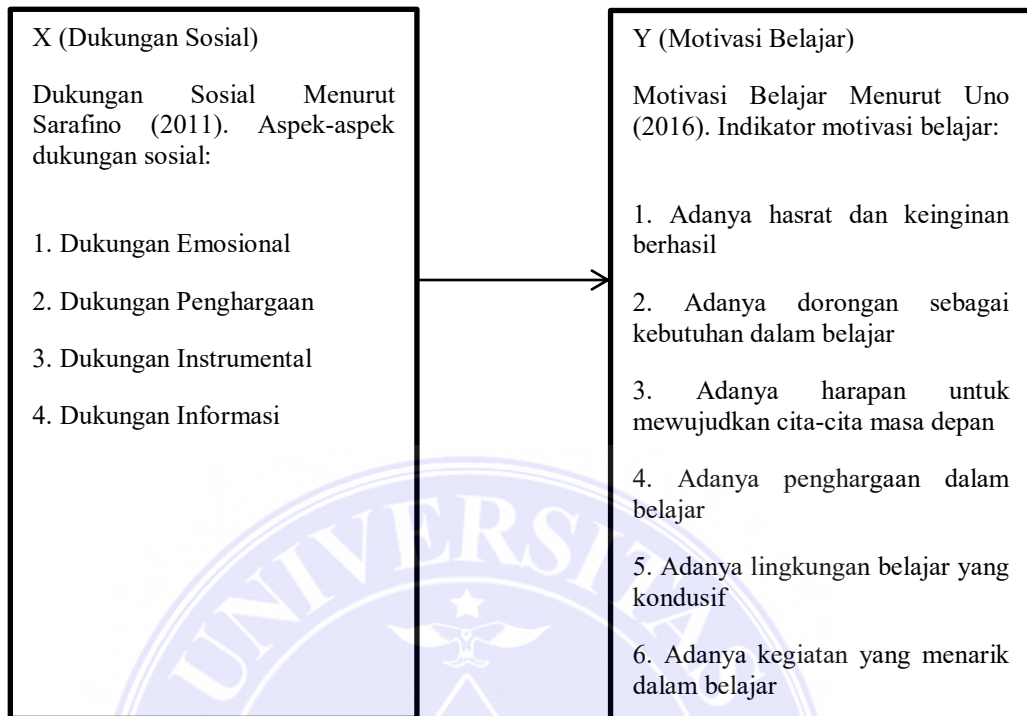 X (Dukungan Sosial)
Dukungan Sosial Menurut
Sarafino (2011). Aspek-aspek
dukungan sosial:
1. Dukungan Emosional
2. Dukungan Penghargaan
3. Dukungan Instrumental
4. Dukungan Informasi
Y (Motivasi Belajar)
Motivasi Belajar Menurut Uno
(2016). Indikator motivasi belajar:
1. Adanya hasrat dan keinginan
berhasil
2. Adanya dorongan sebagai
kebutuhan dalam belajar
3. Adanya harapan untuk
mewujudkan cita-cita masa depan
4. Adanya penghargaan dalam
belajar
5. Adanya lingkungan belajar yang
kondusif
6. Adanya kegiatan yang menarik
dalam belajar
UNIVERSITAS